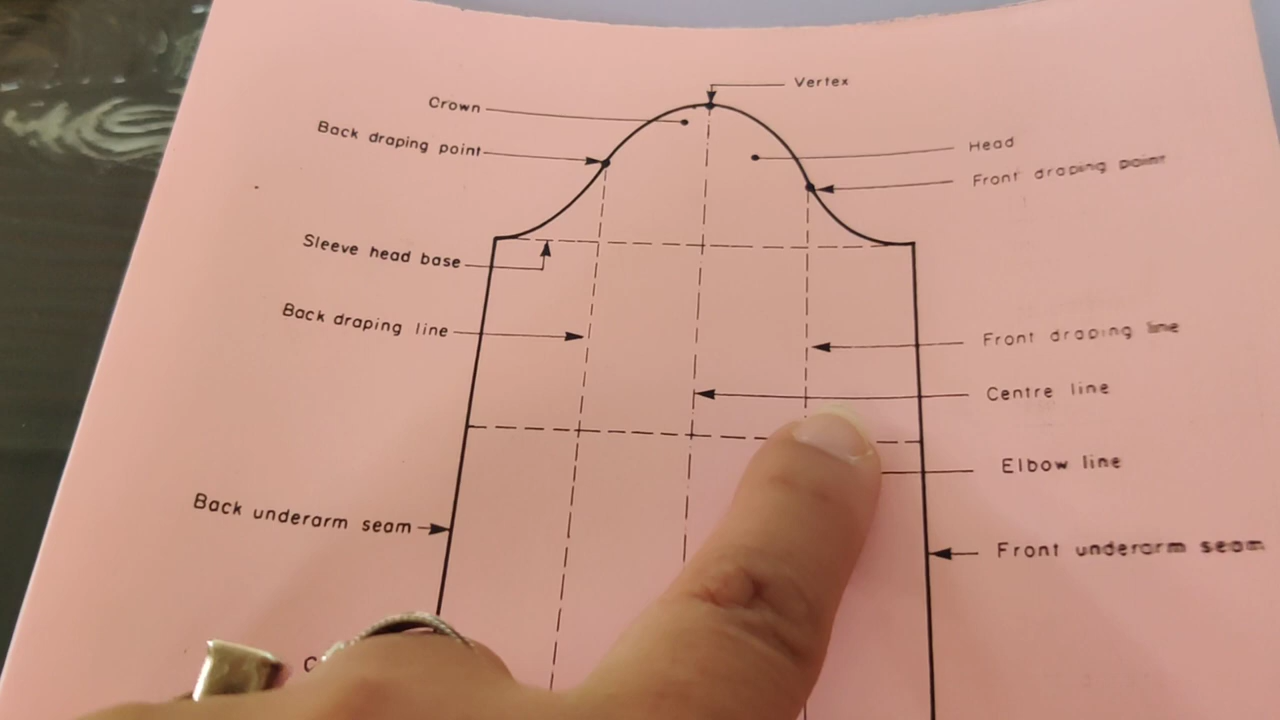 Vertex
Crown
Back draping point
Head
Front draping point
Sleeve head base
Back draping line
Front draping line
Centre line
Elbow line
Back underarm seam
Front underarm seam